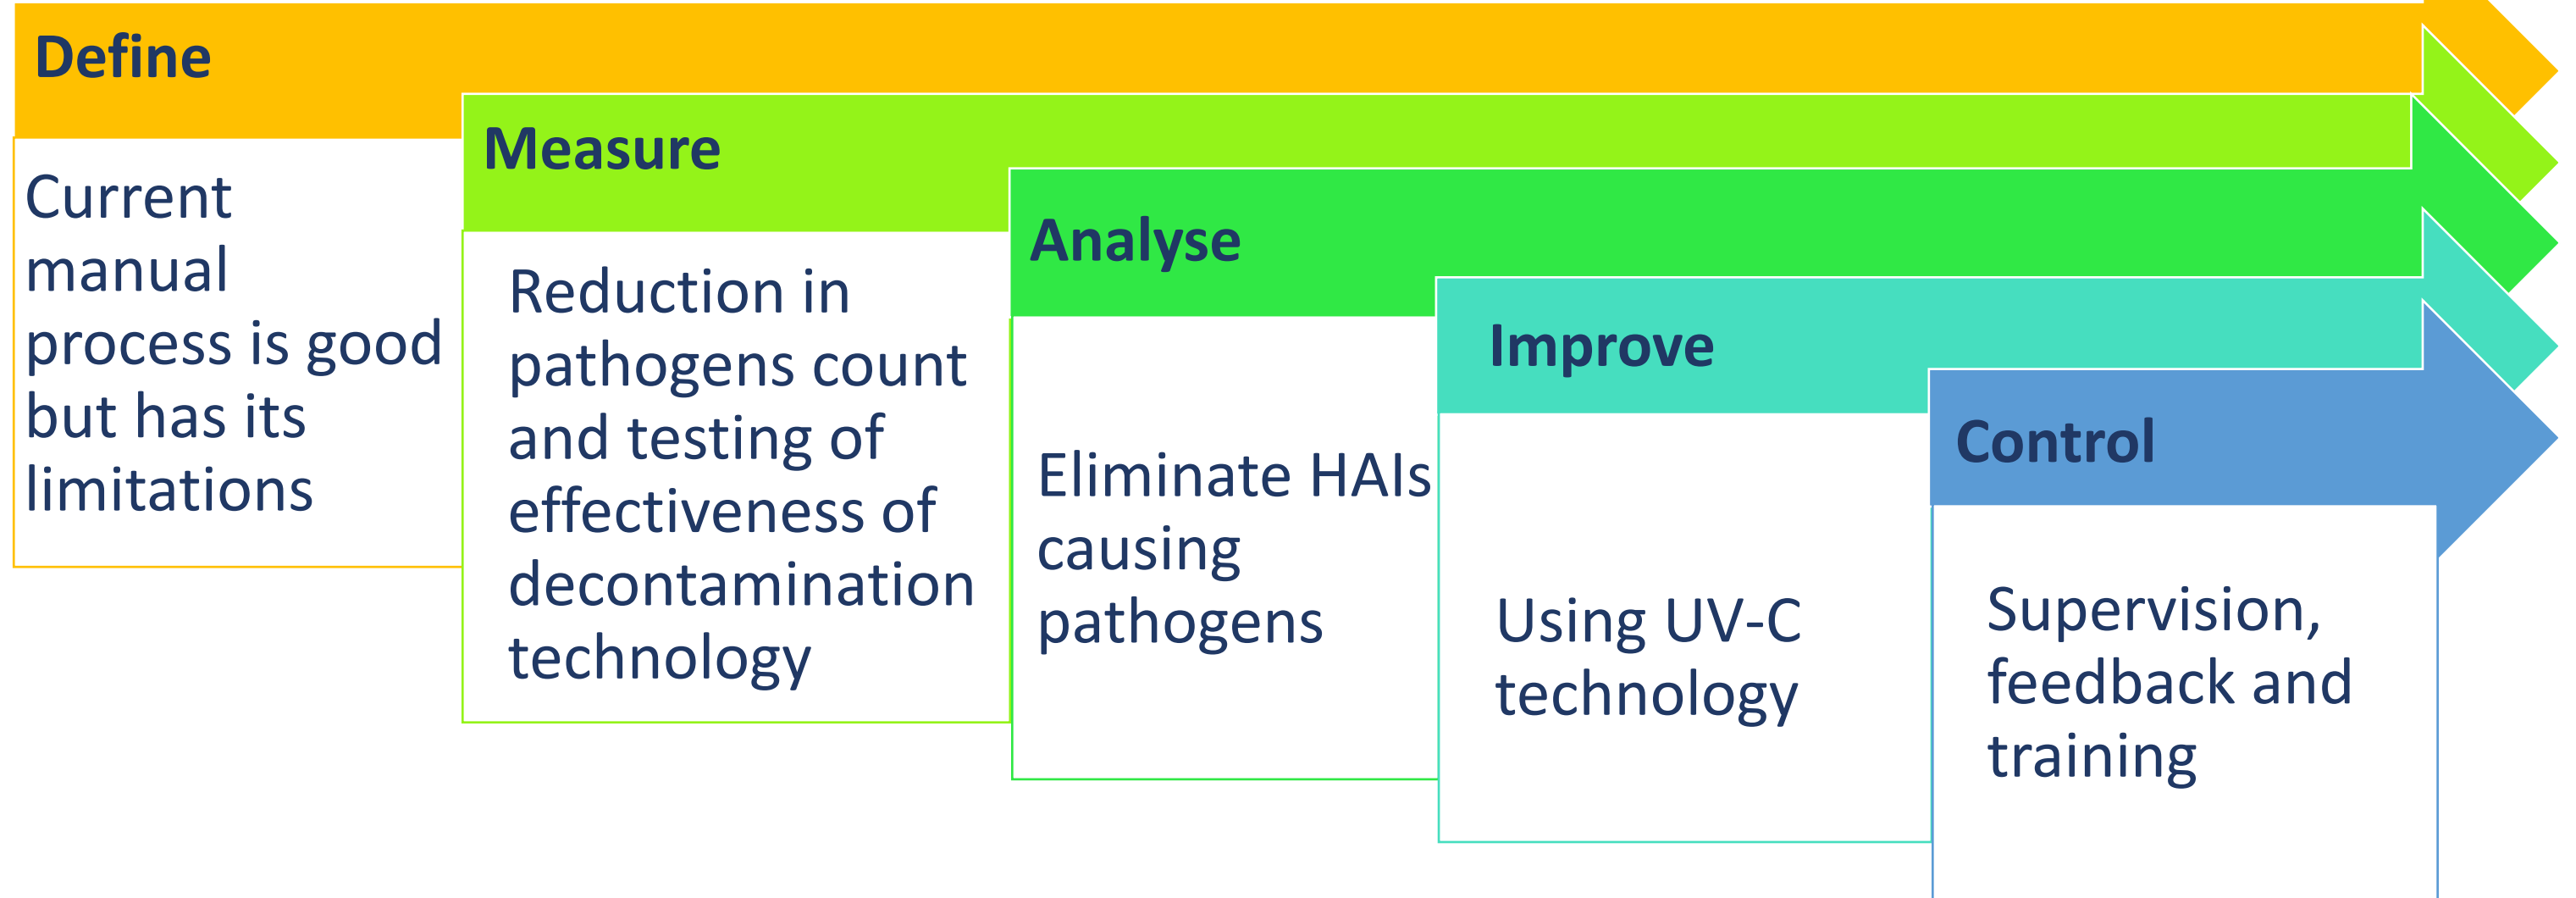 Define
Current
manual
process is good
but has its
limitations
Measure
Reduction in
pathogens count
and testing of
effectiveness of
decontamination
technology
Analyse
Eliminate HAIs
causing
pathogens
Improve
Using UV-C
technology
Control
Supervision,
feedback and
training